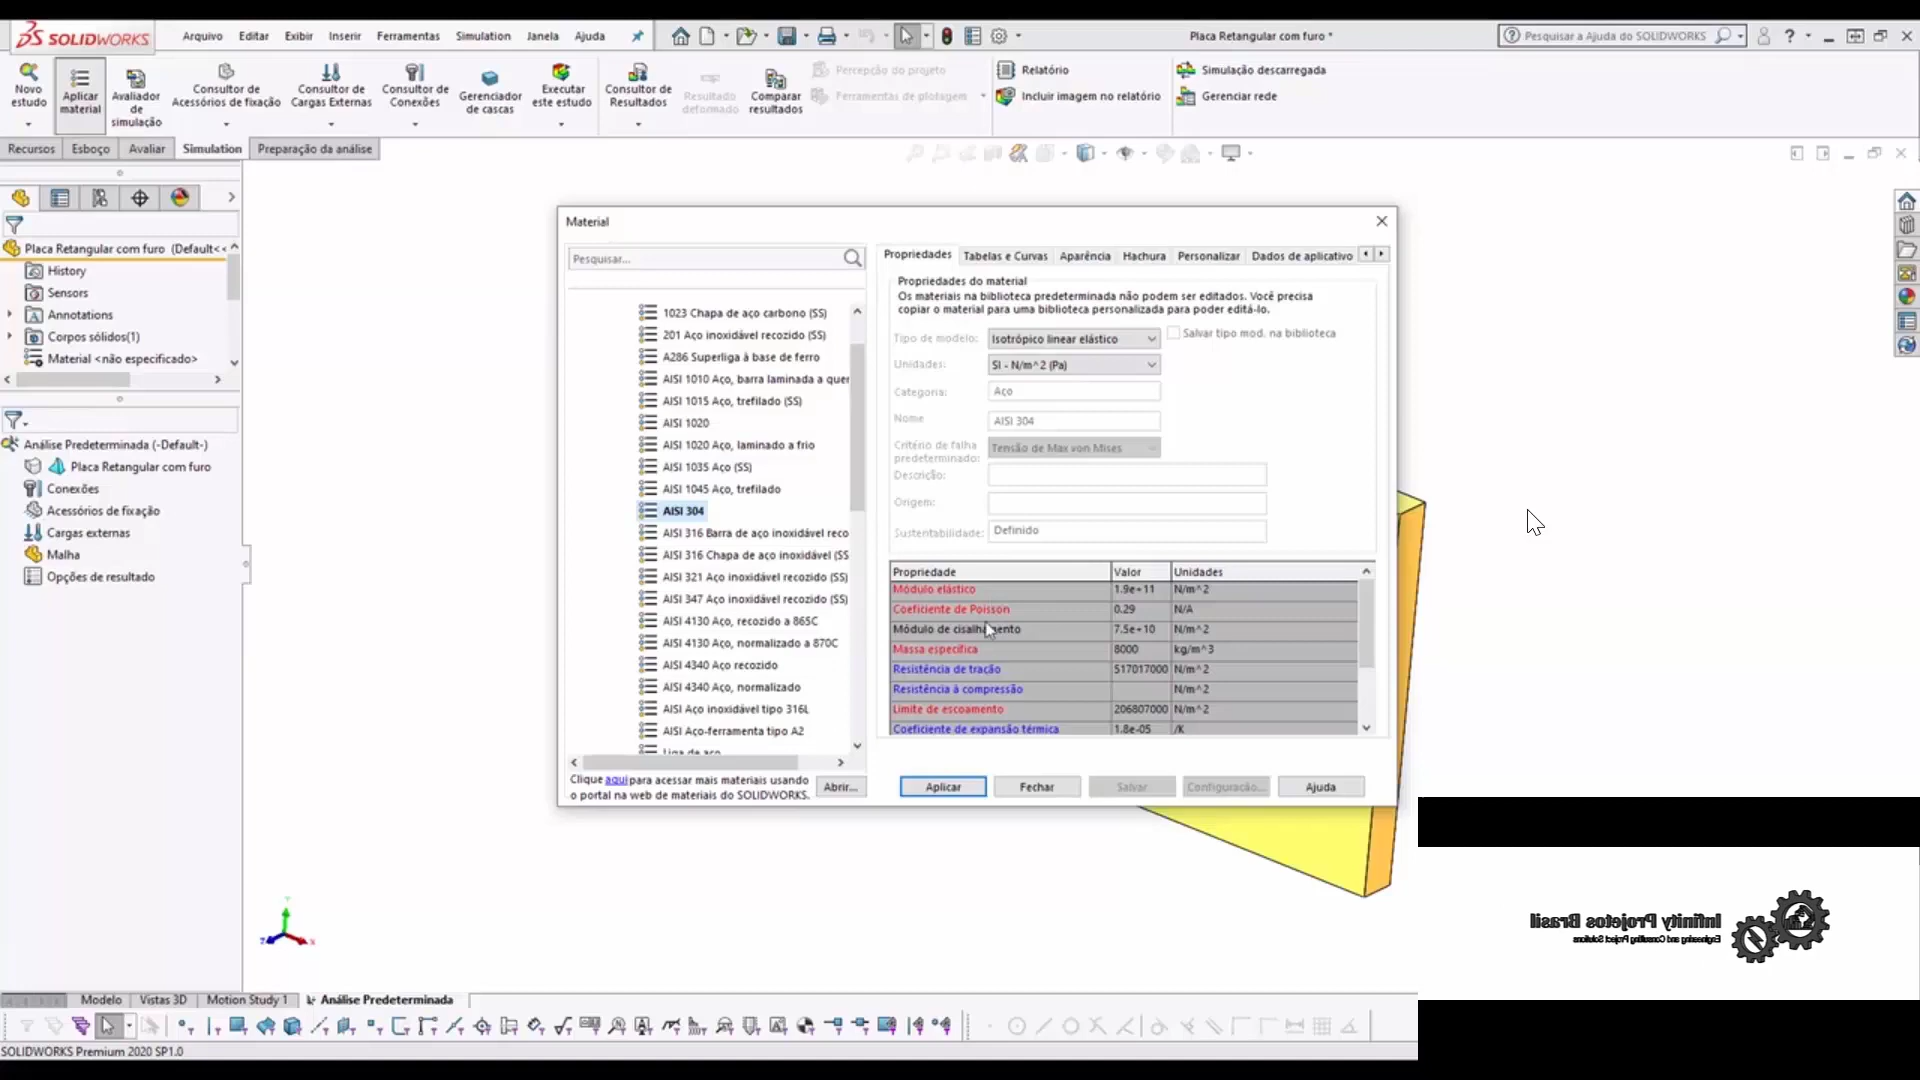 SOLIDWORKS
Arquivo Editar Exibir Inserir Ferramentas Simulation Janela Ajuda
Placa Retangular com furo *
Pesquisar a Ajuda do SOLIDWORKS
Novo estudo
Aplicar material
Avaliador de simulação
Consultor de Acessórios de fixação
Consultor de Cargas Externas
Consultor de Conexões
Gerenciador de cascas
Executar este estudo
Consultor de Resultados
Resultado deformado
Comparar resultados
Percepção do projeto
Ferramentas de plotagem
Relatório
Incluir imagem no relatório
Simulação descarregada
Gerenciar rede
Recursos Esboço Avaliar Simulation Preparação da análise
Placa Retangular com furo (Default<<
History
Sensors
Annotations
Corpos sólidos(1)
Material <não especificado>
Análise Predeterminada (-Default-)
Placa Retangular com furo
Conexões
Acessórios de fixação
Cargas externas
Malha
Opções de resultado
Material
Pesquisar...
1023 Chapa de aço carbono (SS)
201 Aço inoxidável recozido (SS)
A286 Superliga à base de ferro
AISI 1010 Aço, barra laminada a quer
AISI 1015 Aço, trefilado (SS)
AISI 1020
AISI 1020 Aço, laminado a frio
AISI 1035 Aço (SS)
AISI 1045 Aço, trefilado
AISI 304
AISI 316 Barra de aço inoxidável reco
AISI 316 Chapa de aço inoxidável (SS
AISI 321 Aço inoxidável recozido (SS)
AISI 347 Aço inoxidável recozido (SS)
AISI 4130 Aço, recozido a 865C
AISI 4130 Aço, normalizado a 870C
AISI 4340 Aço recozido
AISI 4340 Aço, normalizado
AISI Aço inoxidável tipo 316L
AISI Aço-ferramenta tipo A2
Liga de aço
Clique aqui para acessar mais materiais usando
o portal na web de materiais do SOLIDWORKS.
Abrir...
Propriedades Tabelas e Curvas Aparência Hachura Personalizar Dados de aplicativo
Propriedades do material
Os materiais na biblioteca predeterminada não podem ser editados. Você precisa
copiar o material para uma biblioteca personalizada para poder editá-lo.
Tipo de modelo: Isotrópico linear elástico Salvar tipo mod. na biblioteca
Unidades: SI - N/m^2 (Pa)
Categoria: Aço
Nome AISI 304
Critério de falha predeterminado: Tensão de Max von Mises
Descrição:
Origem:
Sustentabilidade: Definido
Propriedade Valor Unidades
Módulo elástico 1.9e+11 N/m^2
Coeficiente de Poisson 0.29 N/A
Módulo de cisalhamento 7.5e+10 N/m^2
Massa específica 8000 kg/m^3
Resistência de tração 517017000 N/m^2
Resistência à compressão N/m^2
Limite de escoamento 206807000 N/m^2
Coeficiente de expansão térmica 1.8e-05 /K
Aplicar Fechar Salvar Configuração... Ajuda
Infinity Projetos Brasil
Engineering and Consulting Project Solutions
Modelo Vistas 3D Motion Study 1 Análise Predeterminada
SOLIDWORKS Premium 2020 SP1.0